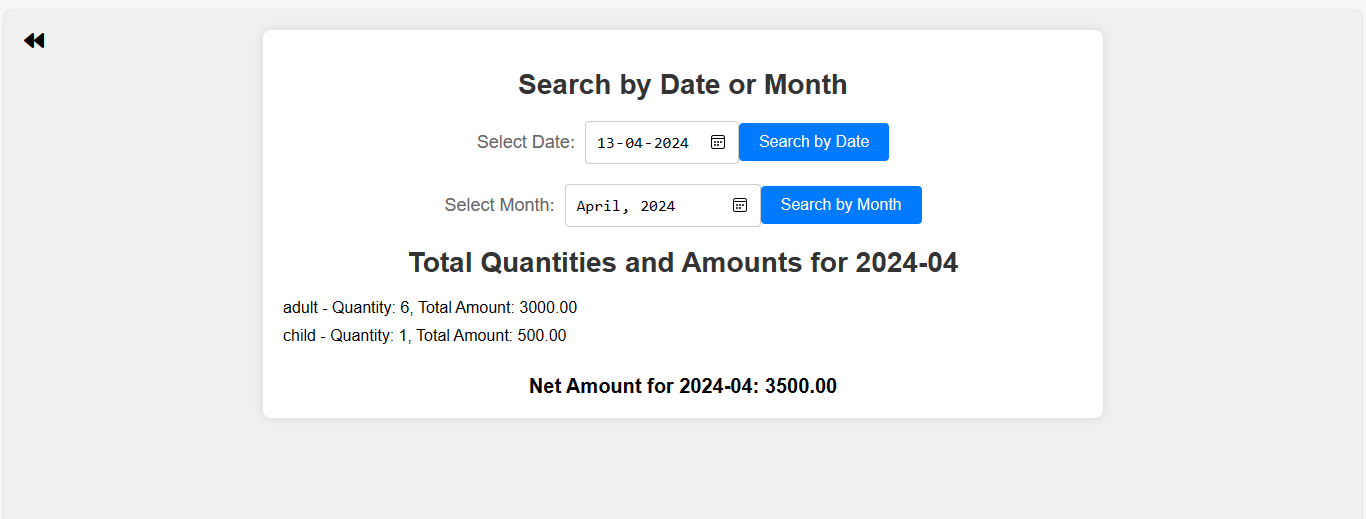 Search by Date or Month
Select Date: 13-04-2024 Search by Date
Select Month: April, 2024 Search by Month
Total Quantities and Amounts for 2024-04
adult - Quantity: 6, Total Amount: 3000.00
child - Quantity: 1, Total Amount: 500.00
Net Amount for 2024-04: 3500.00